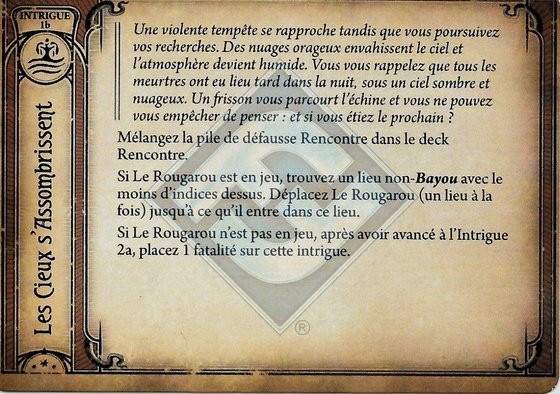 INTRIGUE
1b
Les Cieux s'Assombrissent
Une violente tempête se rapproche tandis que vous poursuivez
vos recherches. Des nuages orageux envahissent le ciel et
l'atmosphère devient humide. Vous vous rappelez que tous les
meurtres ont eu lieu tard dans la nuit, sous un ciel sombre et
nuageux. Un frisson vous parcourt l'échine et vous ne pouvez
vous empêcher de penser : et si vous étiez le prochain ?
Mélangez la pile de défausse Rencontre dans le deck
Rencontre.
Si Le Rougarou est en jeu, trouvez un lieu non-Bayou avec le
moins d'indices dessus. Déplacez Le Rougarou (un lieu à la
fois) jusqu'à ce qu'il entre dans ce lieu.
Si Le Rougarou n'est pas en jeu, après avoir avancé à l'Intrigue
2a, placez 1 fatalité sur cette intrigue.
®